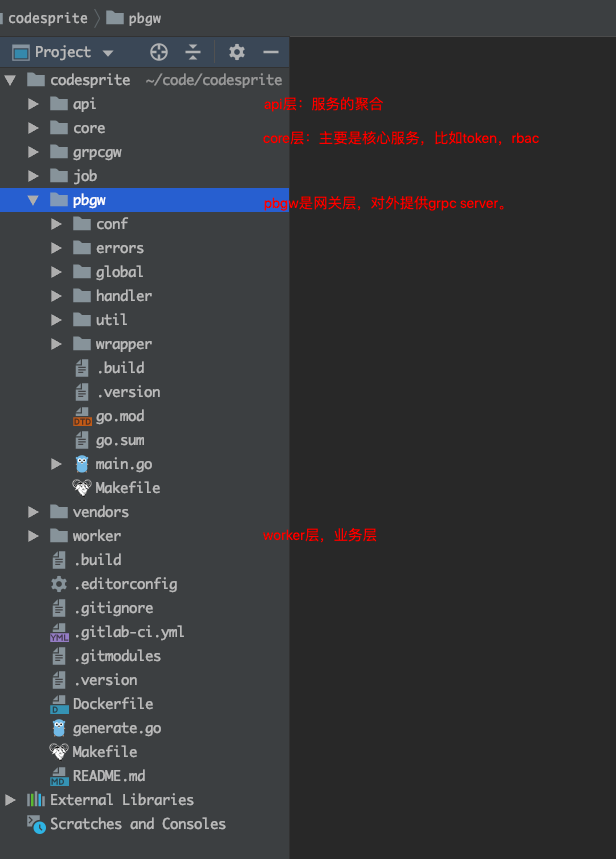 codesprite 〉 pbgw
Project
codesprite ~/code/codesprite
api api层：服务的聚合
core core层：主要是核心服务，比如token，rbac
grpcgw
job
pbgw pbgw是网关层，对外提供grpc server。
conf
errors
global
handler
util
wrapper
.build
.version
go.mod
go.sum
main.go
Makefile
vendors
worker worker层，业务层
.build
.editorconfig
.gitignore
.gitlab-ci.yml
.gitmodules
.version
Dockerfile
generate.go
Makefile
README.md
External Libraries
Scratches and Consoles